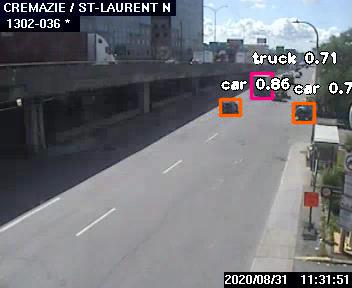 CREMAZIE / ST-LAURENT N
1302-036 *
truck 0.71
car 0.86
car 0.7
2020/08/31 11:31:51